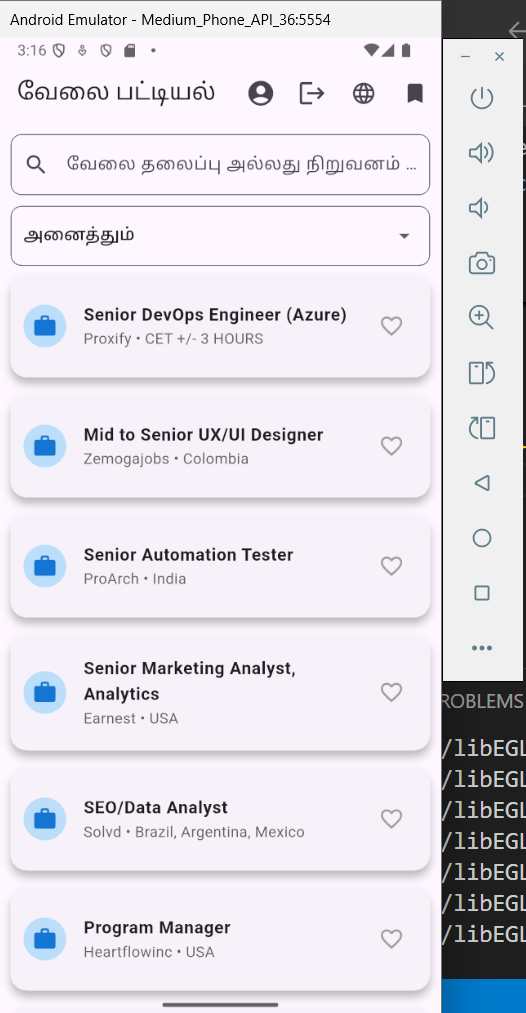 Android Emulator - Medium_Phone_API_36:5554
3:16
வேலை பட்டியல்
வேலை தலைப்பு அல்லது நிறுவனம் ...
அனைத்தும்
Senior DevOps Engineer (Azure)
Proxify • CET +/- 3 HOURS
Mid to Senior UX/UI Designer
Zemogajobs • Colombia
Senior Automation Tester
ProArch • India
Senior Marketing Analyst,
Analytics
Earnest • USA
SEO/Data Analyst
Solvd • Brazil, Argentina, Mexico
Program Manager
Heartflowinc • USA
ROBLEMS
/libEGL
/libEGL
/libEGL
/libEGL
/libEGL
/libEGL
/libEGL